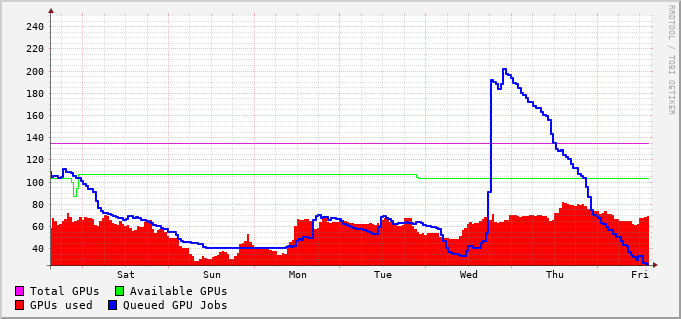 240
220
200
180
160
140
120
100
80
60
40
Sat Sun Mon Tue Wed Thu Fri
Total GPUs Available GPUs
GPUs used Queued GPU Jobs
RRDTOOL / TOBI OETIKER